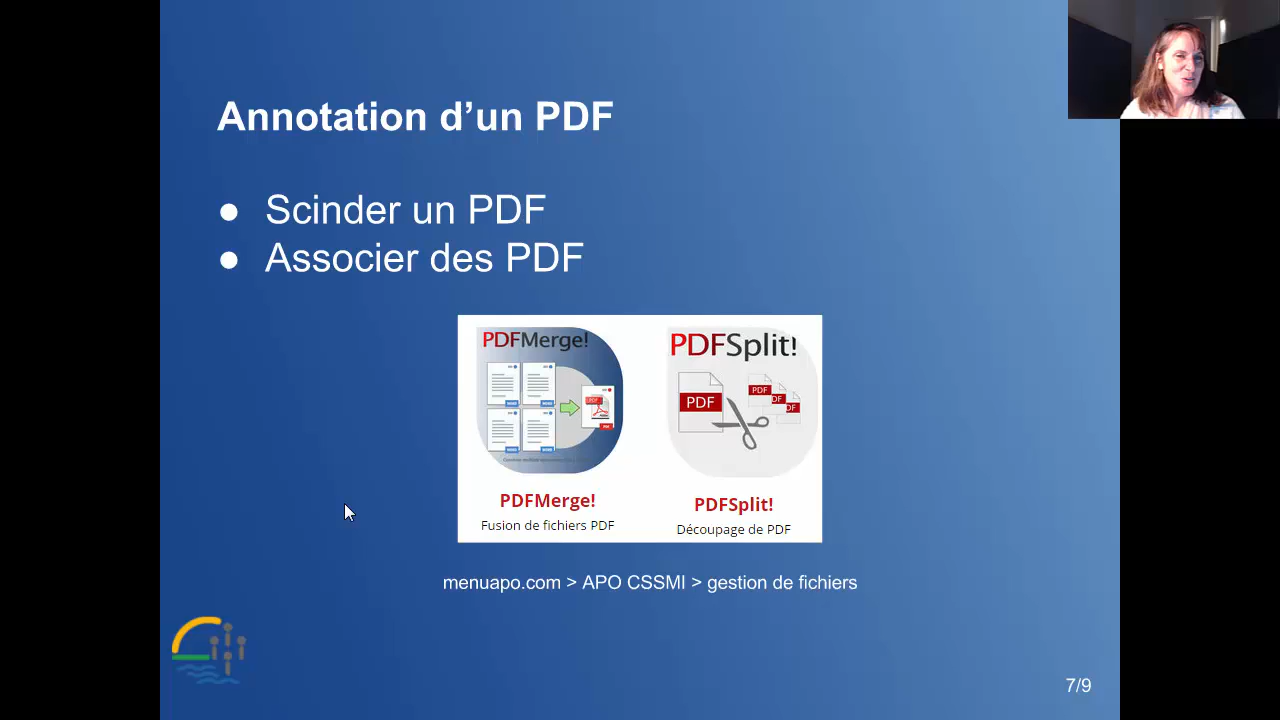 Annotation d’un PDF
● Scinder un PDF
● Associer des PDF
PDFMerge!
PDFSplit!
PDF
PDF
PDF
PDFMerge!
Fusion de fichiers PDF
PDFSplit!
Découpage de PDF
menuapo.com > APO CSSMI > gestion de fichiers
7/9